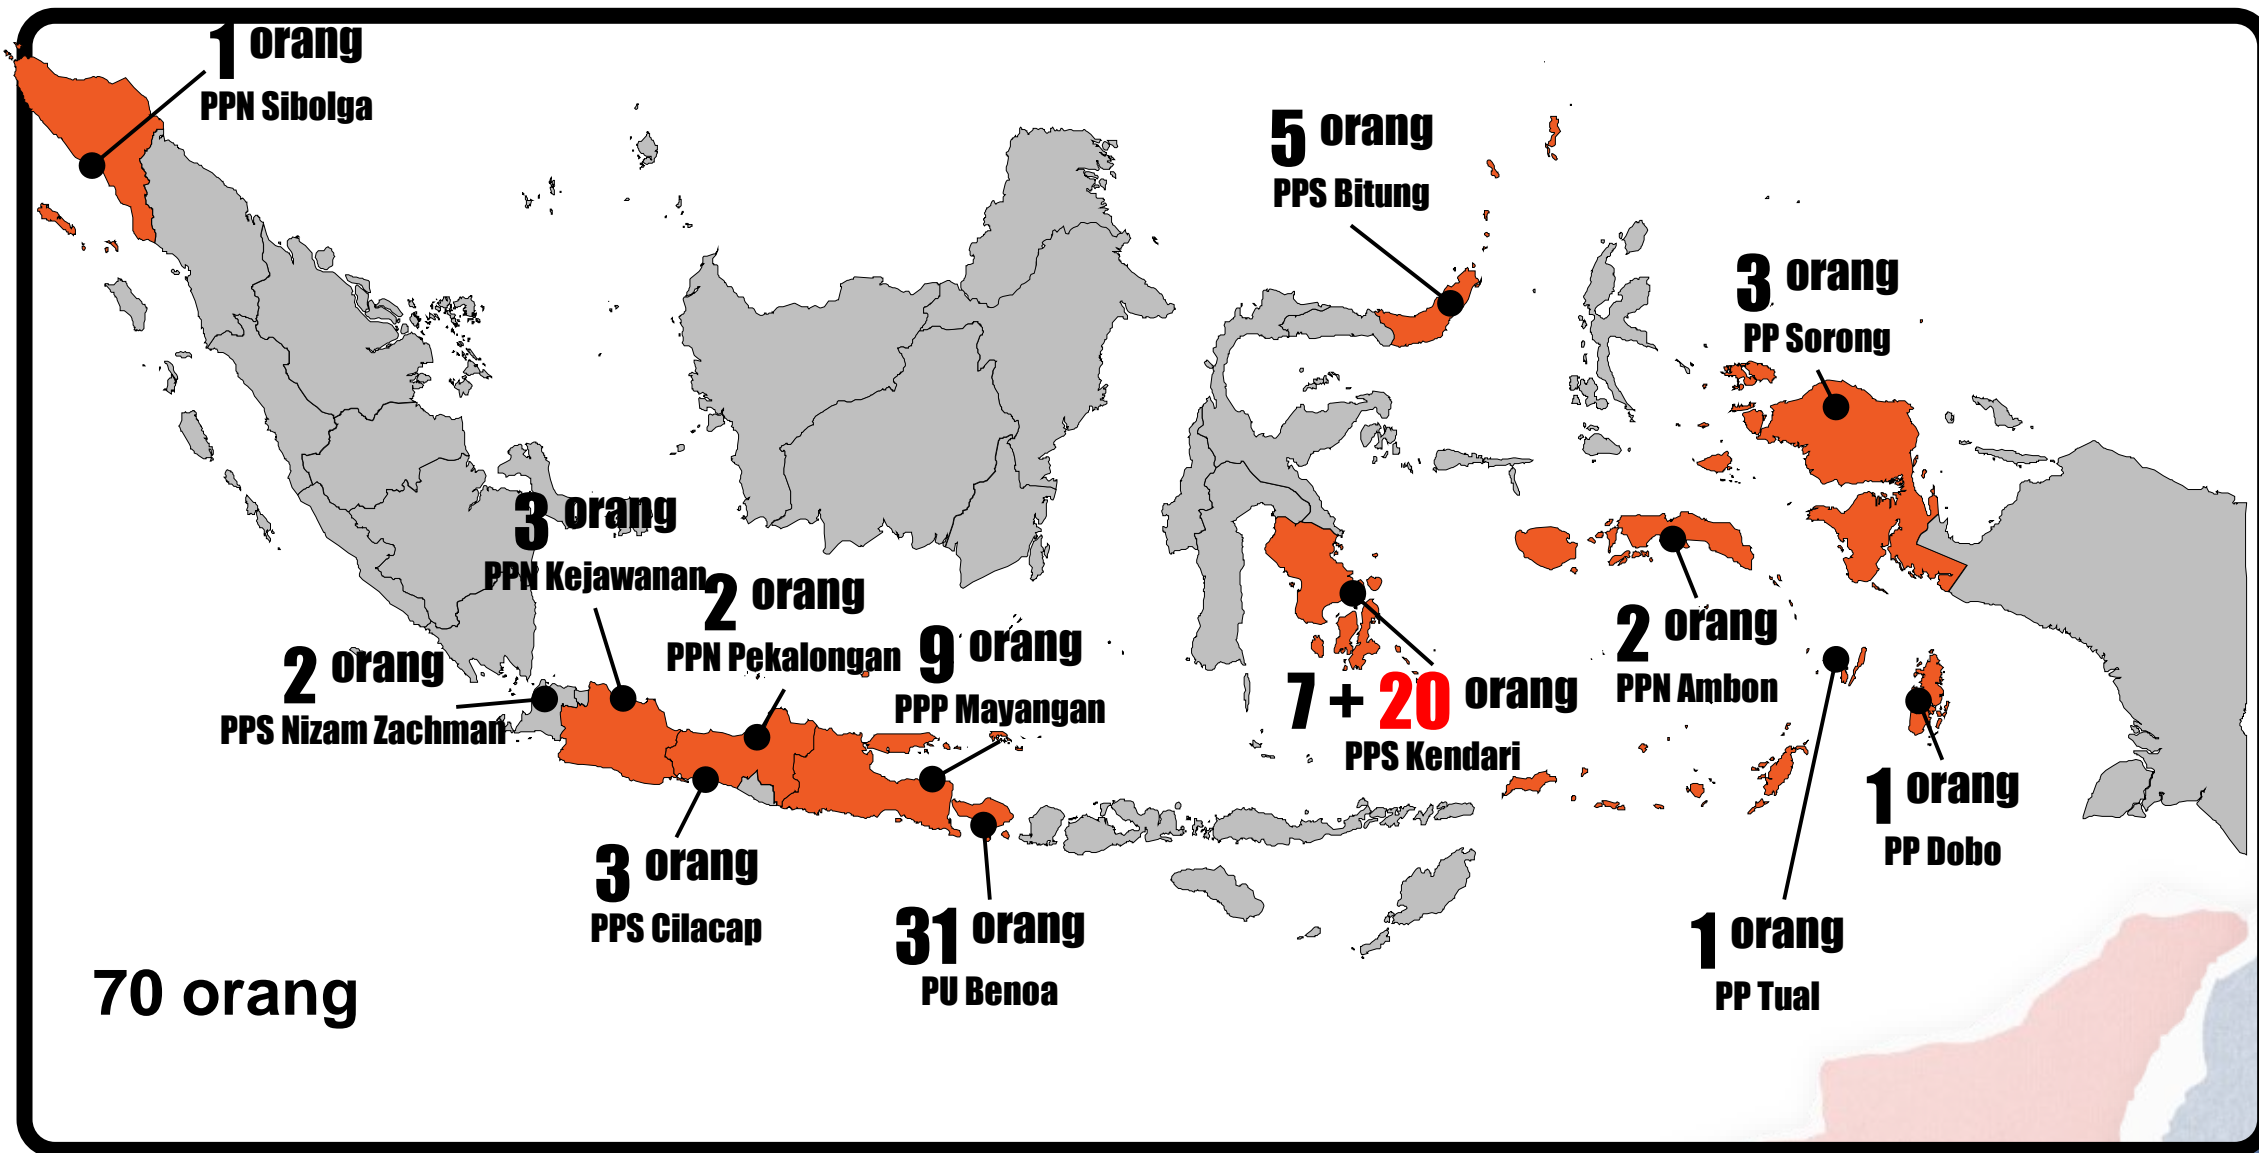 1 orang
PPN Sibolga
5 orang
PPS Bitung
3 orang
PP Sorong
3 orang
PPN Kejawanan
2 orang
PPN Pekalongan
9 orang
PPP Mayangan
2 orang
PPS Nizam Zachman
7 + 20 orang
PPS Kendari
2 orang
PPN Ambon
1 orang
PP Dobo
3 orang
PPS Cilacap
31 orang
PU Benoa
1 orang
PP Tual
70 orang